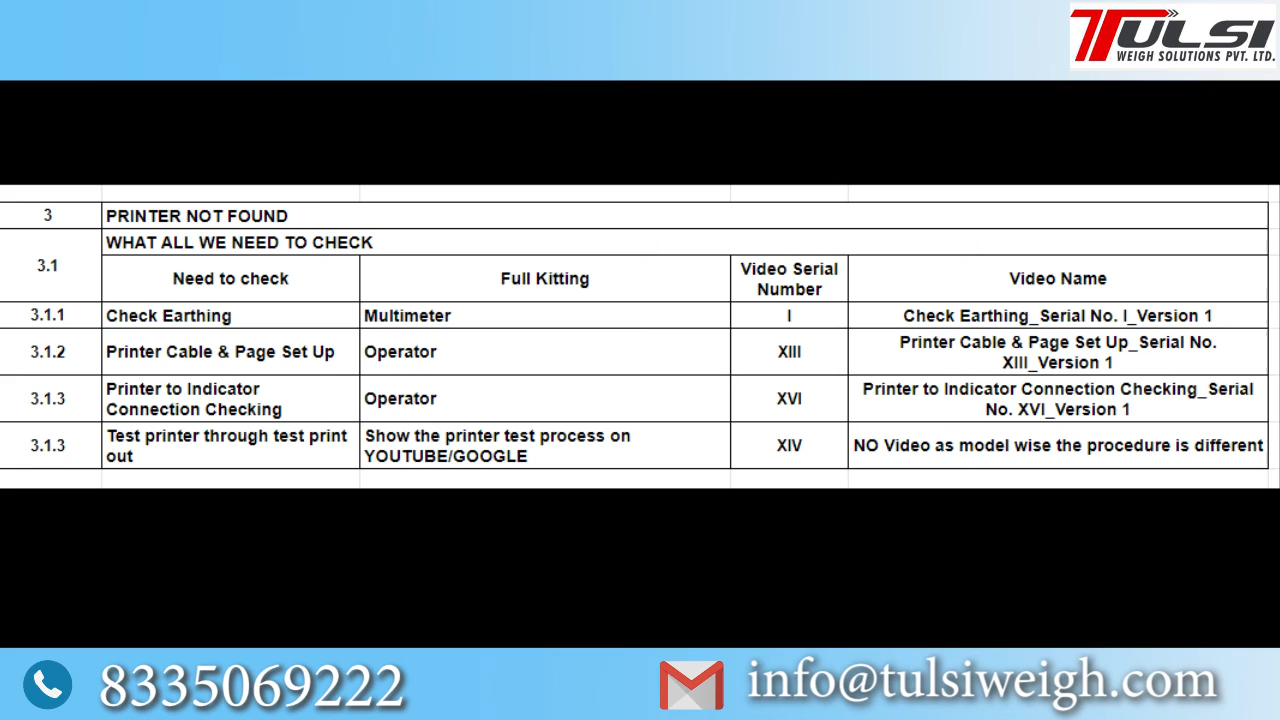 TULSI
WEIGH SOLUTIONS PVT. LTD.
3 PRINTER NOT FOUND
3.1 WHAT ALL WE NEED TO CHECK
Need to check Full Kitting Video Serial Number Video Name
3.1.1 Check Earthing Multimeter I Check Earthing_Serial No. I_Version 1
3.1.2 Printer Cable & Page Set Up Operator XIII Printer Cable & Page Set Up_Serial No. XIII_Version 1
3.1.3 Printer to Indicator Connection Checking Operator XVI Printer to Indicator Connection Checking_Serial No. XVI_Version 1
3.1.3 Test printer through test print out Show the printer test process on YOUTUBE/GOOGLE XIV NO Video as model wise the procedure is different
8335069222
info@tulsiweigh.com